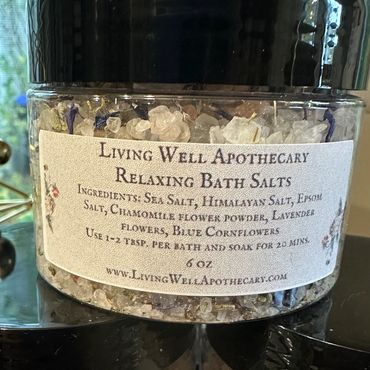 Living Well Apothecary
Relaxing Bath Salts
Ingredients: Sea Salt, Himalayan Salt, Epsom
Salt, Chamomile flower powder, Lavender
flowers, Blue Cornflowers
Use 1-2 tbsp. per bath and soak for 20 mins.
6 oz
www.LivingWellApothecary.com